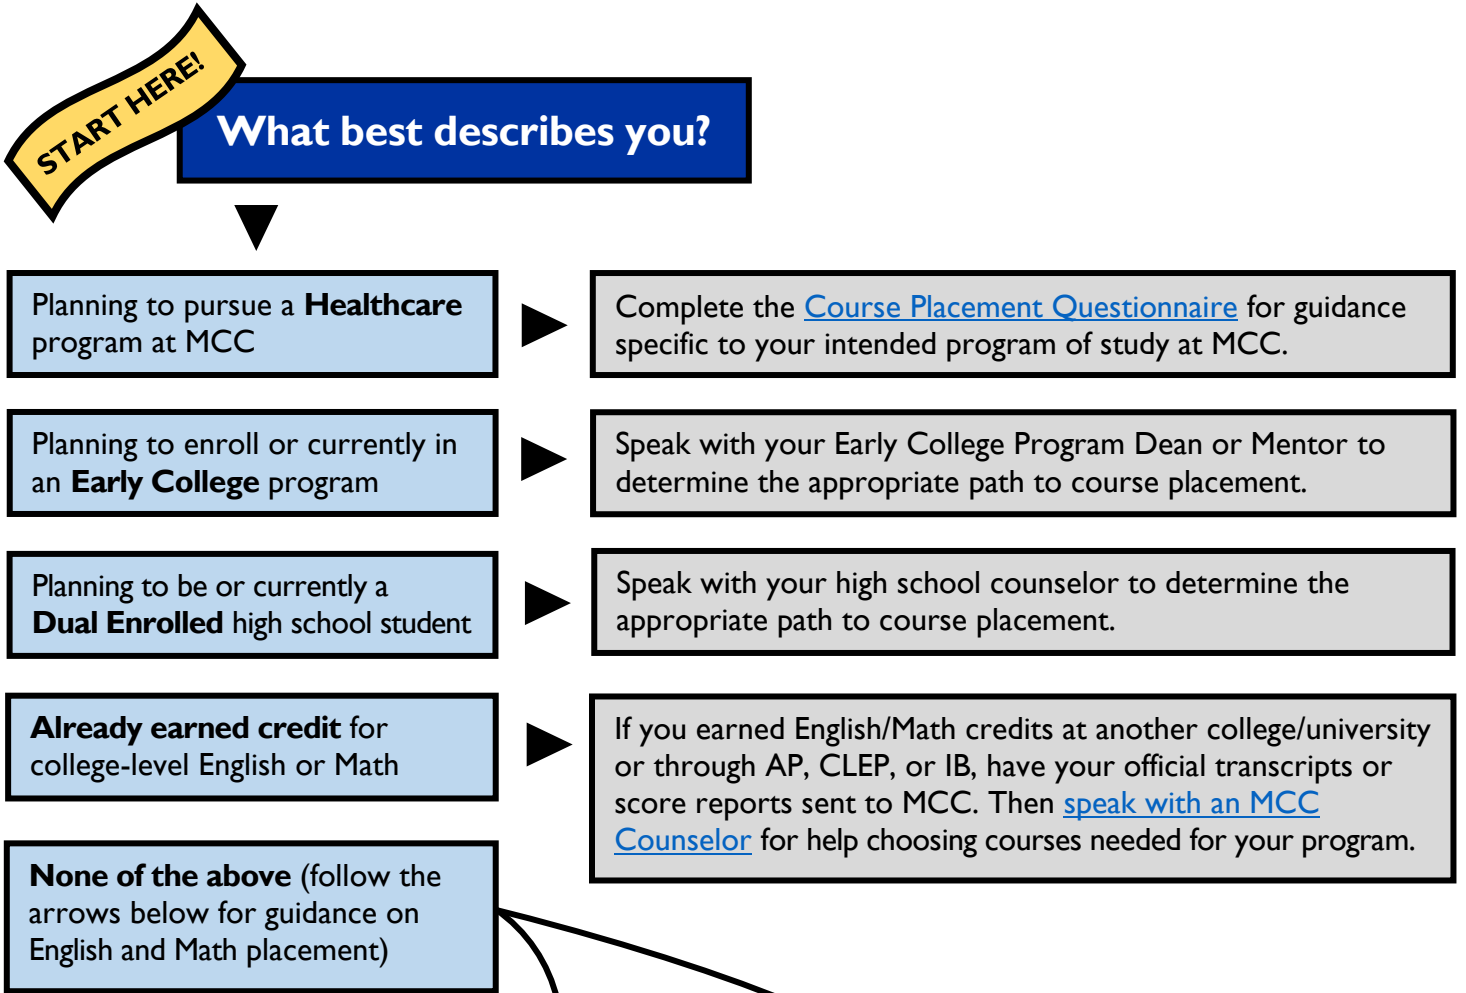 START HERE!
What best describes you?
Planning to pursue a Healthcare
program at MCC
Complete the Course Placement Questionnaire for guidance
specific to your intended program of study at MCC.
Planning to enroll or currently in
an Early College program
Speak with your Early College Program Dean or Mentor to
determine the appropriate path to course placement.
Planning to be or currently a
Dual Enrolled high school student
Speak with your high school counselor to determine the
appropriate path to course placement.
Already earned credit for
college-level English or Math
If you earned English/Math credits at another college/university
or through AP, CLEP, or IB, have your official transcripts or
score reports sent to MCC. Then speak with an MCC
Counselor for help choosing courses needed for your program.
None of the above (follow the
arrows below for guidance on
English and Math placement)